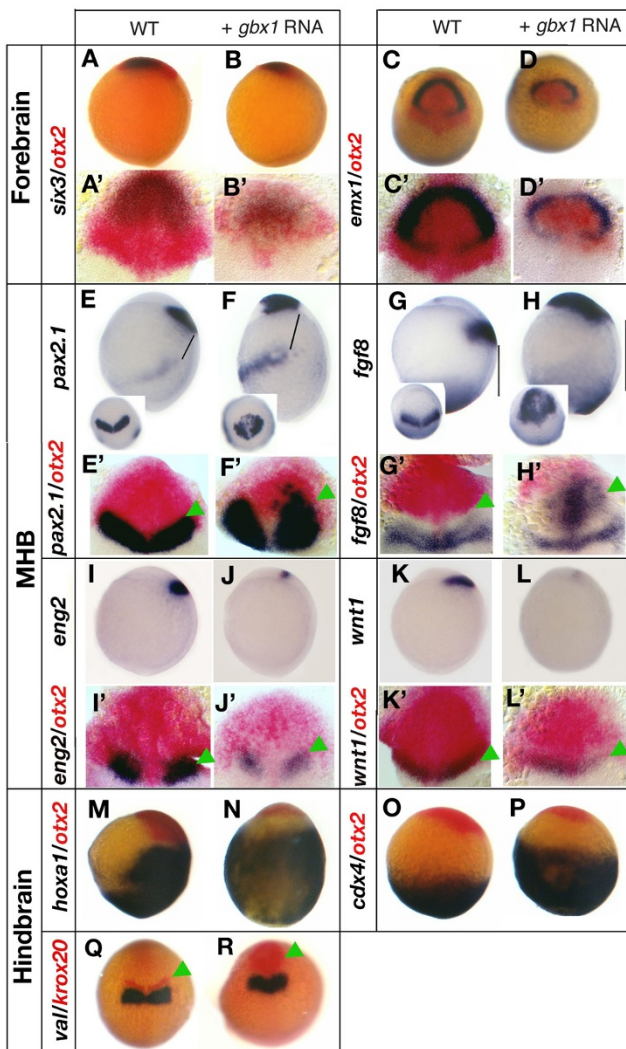 WT
+ gbx1 RNA
WT
+ gbx1 RNA
Forebrain
six3/otx2
A
B
A'
B'
emx1/otx2
C
D
C'
D'
MHB
pax2.1
E
F
pax2.1/otx2
E'
F'
fgf8
G
H
fgf8/otx2
G'
H'
eng2
I
J
eng2/otx2
I'
J'
wnt1
K
L
wnt1/otx2
K'
L'
Hindbrain
hoxa1/otx2
M
N
cdx4/otx2
O
P
val/krox20
Q
R